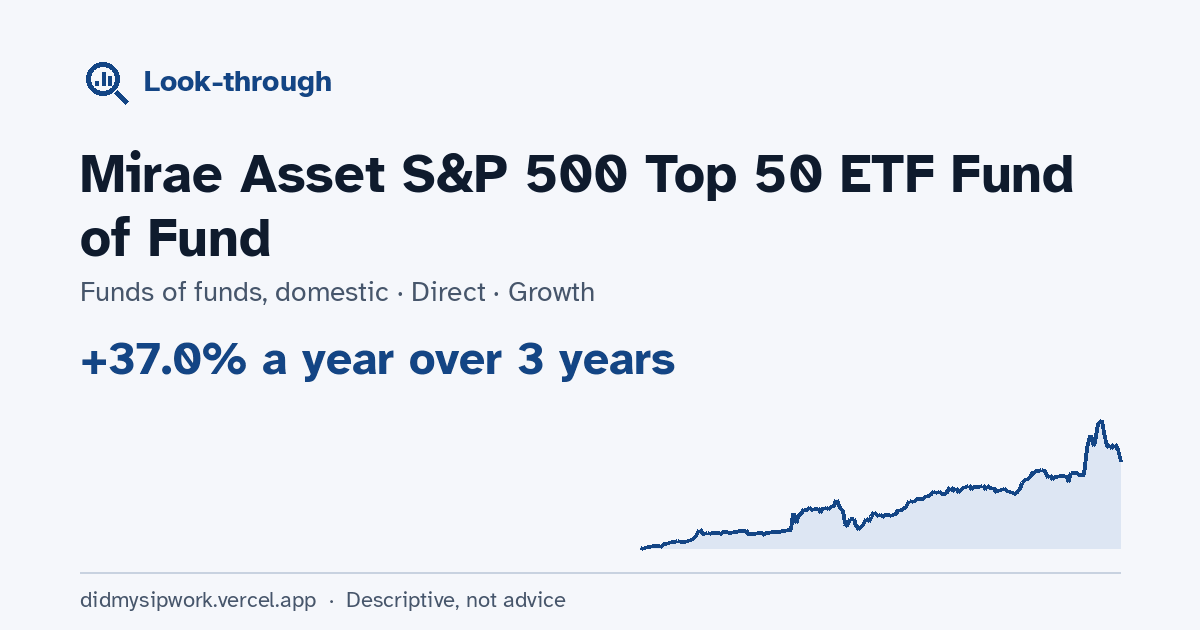 Look-through
Mirae Asset S&P 500 Top 50 ETF Fund
of Fund
Funds of funds, domestic · Direct · Growth
+37.0% a year over 3 years
didmysipwork.vercel.app · Descriptive, not advice